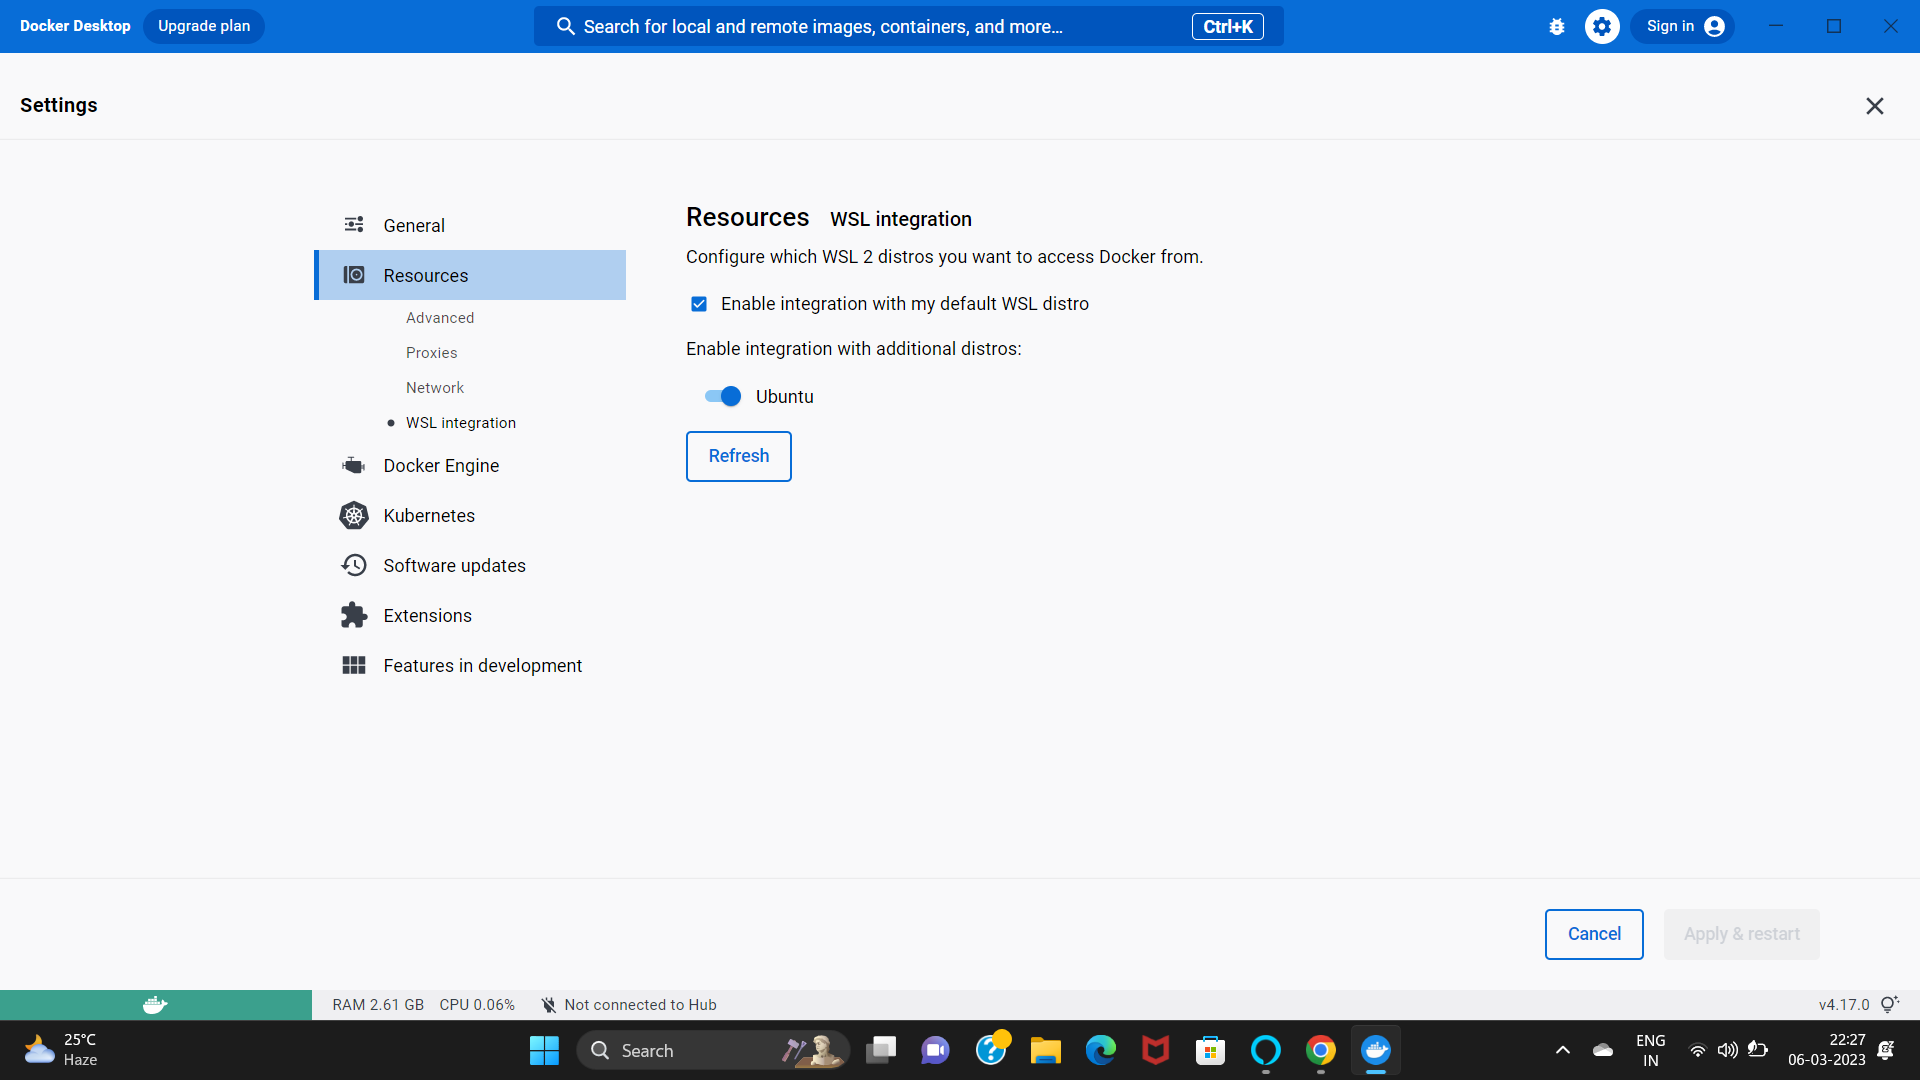 Docker Desktop Upgrade plan Search for local and remote images, containers, and more... Ctrl+K Sign in
Settings
General
Resources
Advanced
Proxies
Network
WSL integration
Docker Engine
Kubernetes
Software updates
Extensions
Features in development
Resources WSL integration
Configure which WSL 2 distros you want to access Docker from.
Enable integration with my default WSL distro
Enable integration with additional distros:
Ubuntu
Refresh
Cancel Apply & restart
RAM 2.61 GB CPU 0.06% Not connected to Hub v4.17.0
25°C
Haze
Search
ENG
IN
22:27
06-03-2023